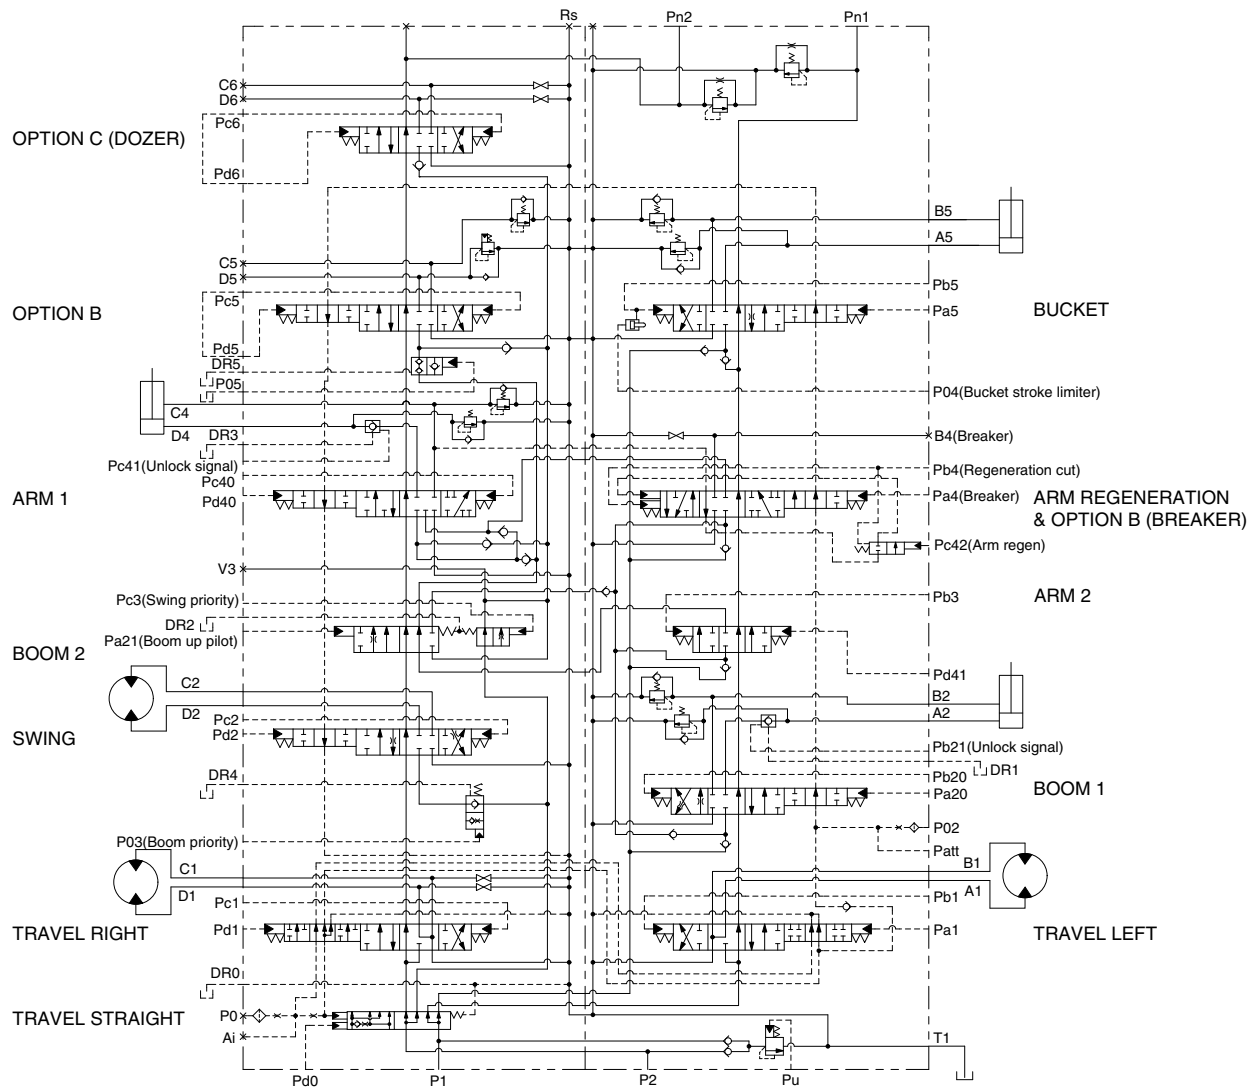 Rs
Pn2
Pn1
C6
D6
Pc6
OPTION C (DOZER)
Pd6
B5
A5
C5
D5
Pc5
Pb5
OPTION B
Pa5
BUCKET
Pd5
DR5
P05
P04(Bucket stroke limiter)
C4
D4
DR3
B4(Breaker)
Pc41(Unlock signal)
Pb4(Regeneration cut)
Pc40
ARM 1
Pd40
Pa4(Breaker)
ARM REGENERATION
& OPTION B (BREAKER)
Pc42(Arm regen)
V3
Pc3(Swing priority)
Pb3
ARM 2
DR2
Pa21(Boom up pilot)
BOOM 2
Pd41
C2
B2
D2
A2
Pc2
SWING
Pd2
Pb21(Unlock signal)
DR1
DR4
Pb20
Pa20
BOOM 1
P02
P03(Boom priority)
Patt
C1
B1
D1
A1
Pc1
Pb1
TRAVEL RIGHT
Pd1
Pa1
TRAVEL LEFT
DR0
TRAVEL STRAIGHT
P0
Ai
T1
Pd0
P1
P2
Pu